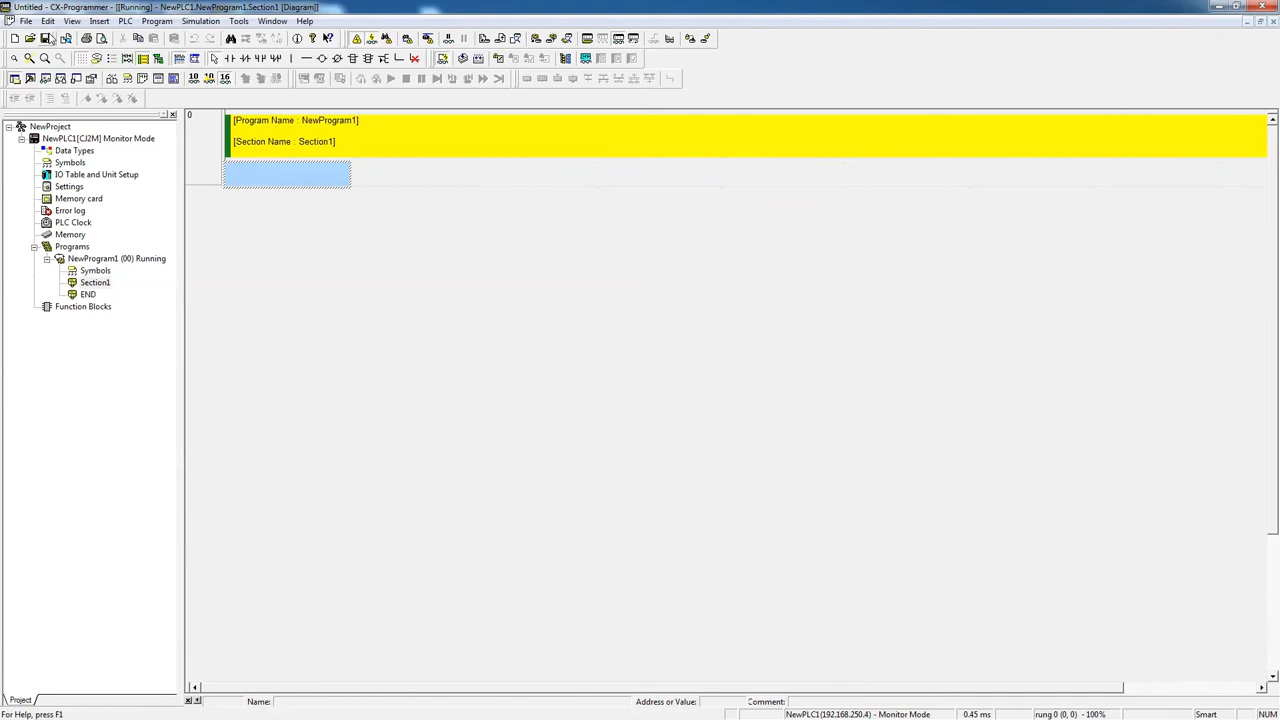 Untitled - CX-Programmer - [[Running] - NewPLC1.NewProgram1.Section1 [Diagram]]
File Edit View Insert PLC Program Simulation Tools Window Help
10 10 16
NewProject
NewPLC1[CJ2M] Monitor Mode
Data Types
Symbols
IO Table and Unit Setup
Settings
Memory card
Error log
PLC Clock
Memory
Programs
NewProgram1 (00) Running
Symbols
Section1
END
Function Blocks
0
[Program Name : NewProgram1]
[Section Name : Section1]
Project
Name: Address or Value: Comment:
For Help, press F1
NewPLC1(192.168.250.4) - Monitor Mode 0.45 ms rung 0 (0, 0) - 100% Smart NUM